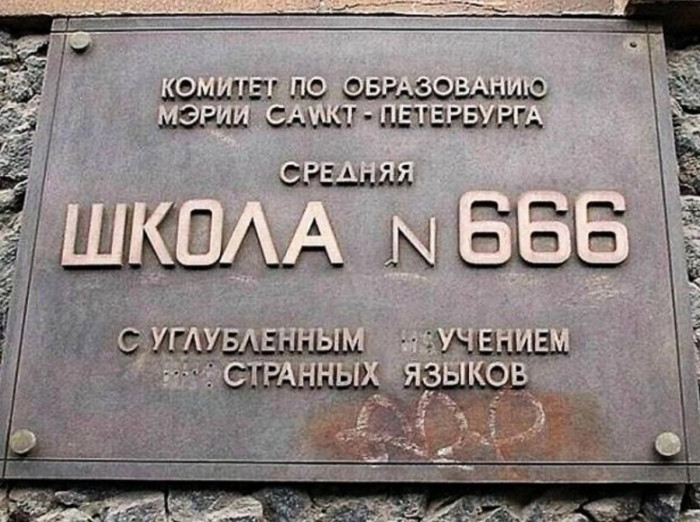 КОМИТЕТ ПО ОБРАЗОВАНИЮ
МЭРИИ САНКТ-ПЕТЕРБУРГА
СРЕДНЯЯ
ШКОЛА N 666
С УГЛУБЛЕННЫМ УЧЕНИЕМ
СТРАННЫХ ЯЗЫКОВ